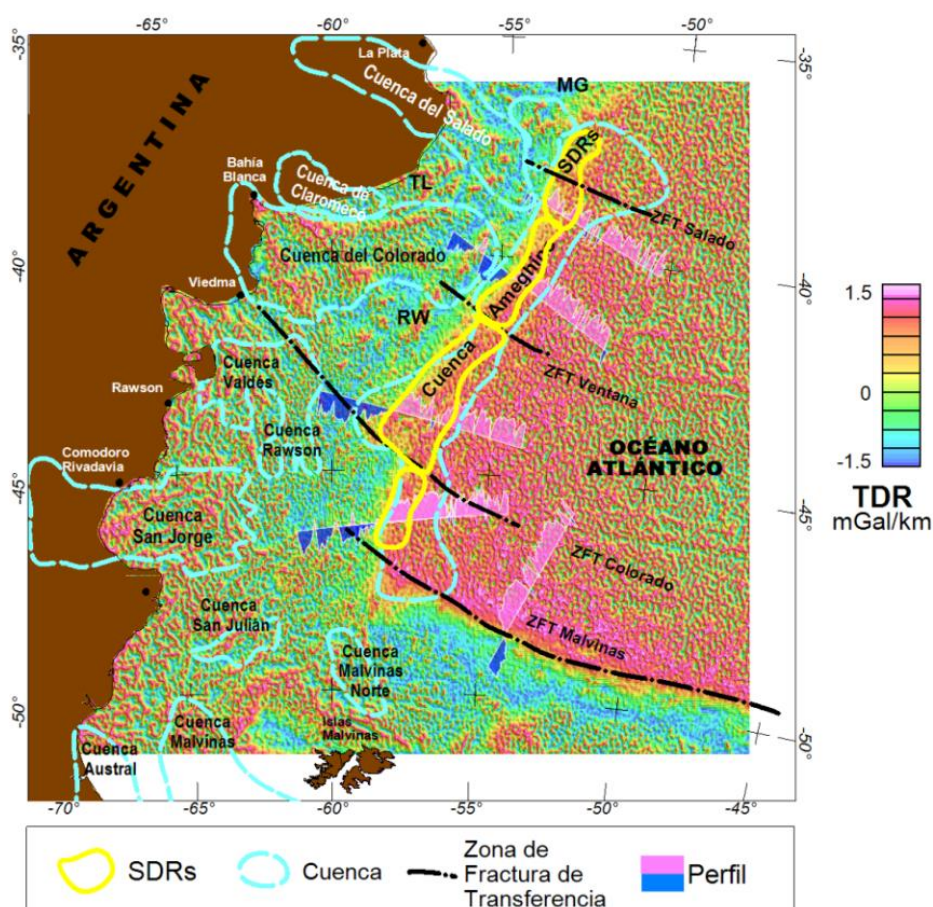 -65°
-60°
-55°
-50°
-35°
-35°
La Plata
MG
Cuenca del Salado
ARGENTINA
SDRs
Bahía
Blanca
Cuenca de
Claromecó
TL
ZFT Salado
-40°
Cuenca del Colorado
-40°
1.5
Viedma
Ameghino
RW
0
Cuenca
Cuenca
Valdés
ZFT Ventana
Rawson
Cuenca
Rawson
OCÉANO
ATLÁNTICO
-1.5
TDR
mGal/km
Comodoro
Rivadavia
-45°
-45°
Cuenca
San Jorge
ZFT Colorado
Cuenca
San Julián
ZFT Malvinas
Cuenca
Malvinas
Norte
-50°
Cuenca
Malvinas
Islas
Malvinas
-50°
Cuenca
Austral
-70°
-65°
-60°
-55°
-50°
-45°
SDRs
Cuenca
Zona de
Fractura de
Transferencia
Perfil